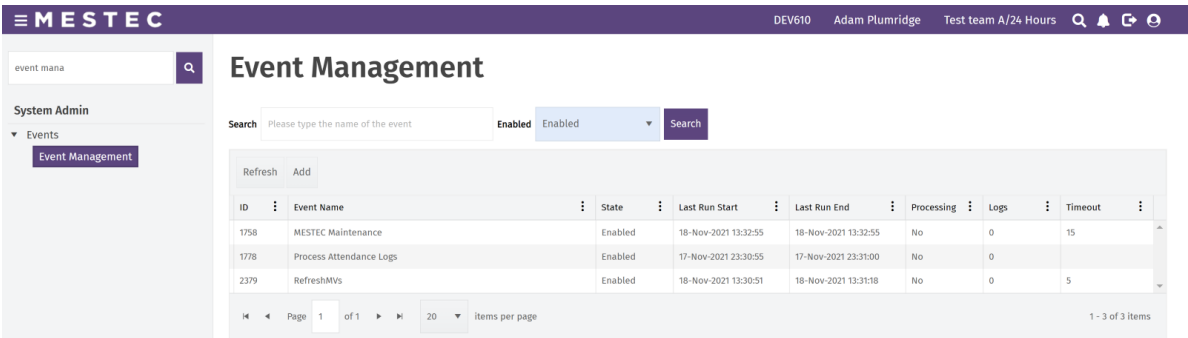 MESTEC DEV610 Adam Plumridge Test team A/24 Hours
event mana
System Admin
Events
Event Management
Event Management
Search Please type the name of the event Enabled Enabled Search
Refresh Add
ID Event Name State Last Run Start Last Run End Processing Logs Timeout
1758 MESTEC Maintenance Enabled 18-Nov-2021 13:32:55 18-Nov-2021 13:32:55 No 0 15
1778 Process Attendance Logs Enabled 17-Nov-2021 23:30:55 17-Nov-2021 23:31:00 No 0
2379 RefreshMVs Enabled 18-Nov-2021 13:30:51 18-Nov-2021 13:31:18 No 0 5
Page 1 of 1 20 items per page 1 - 3 of 3 items